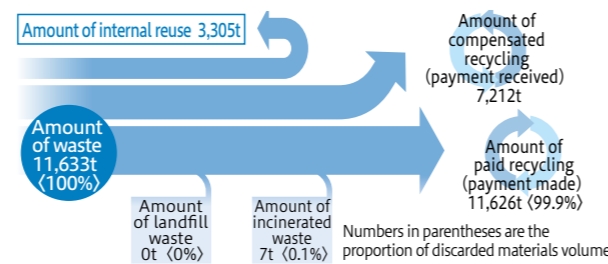 Amount of internal reuse 3,305t
Amount of
compensated
recycling
(payment received)
7,212t
Amount
of waste
11,633t
〈100%〉
Amount of
paid recycling
(payment made)
11,626t〈99.9%〉
Amount
of landfill
waste
0t〈0%〉
Amount of
incinerated
waste
7t〈0.1%〉
Numbers in parentheses are the
proportion of discarded materials volume